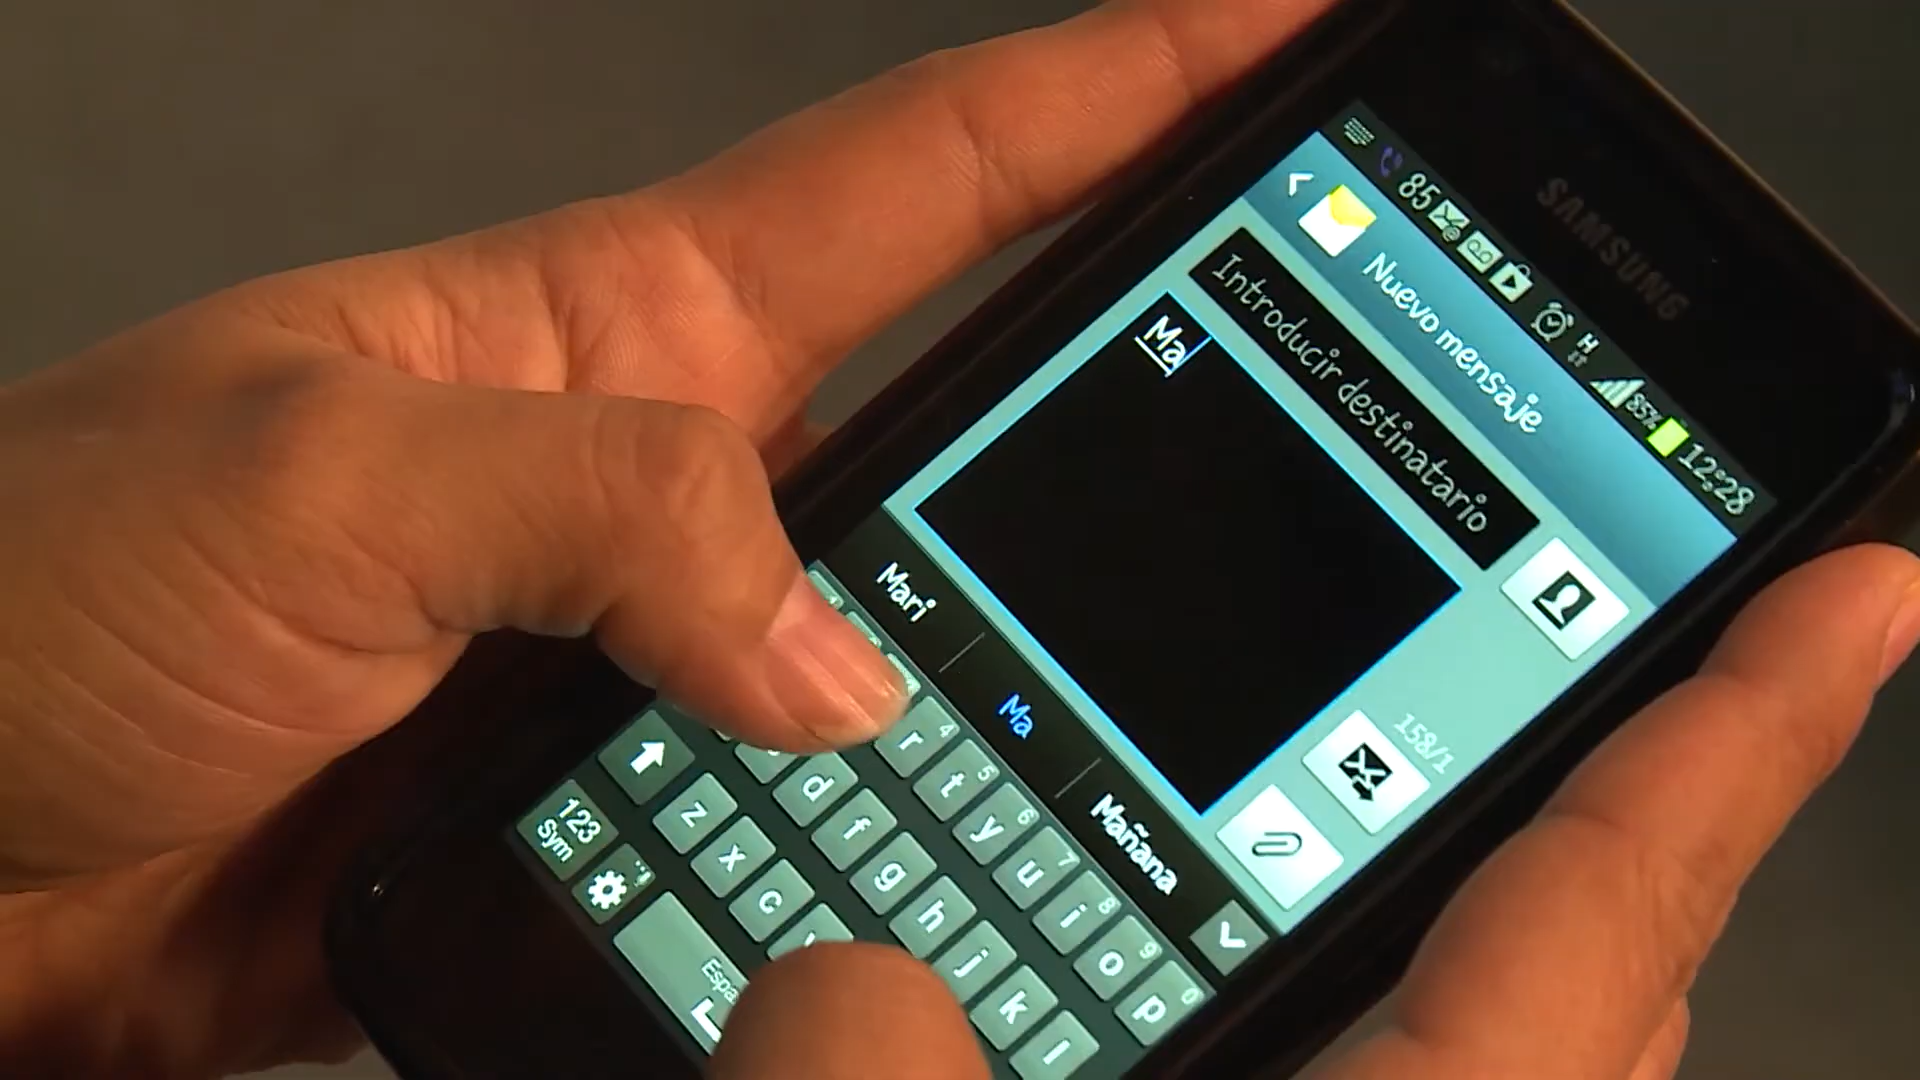 SAMSUNG
85 H 85% 12:28
Nuevo mensaje
Introducir destinatario
Ma
158/1
Mari Ma Mañana
4 5 6 7 8 9 0
r t y u i o p
d f g h j k l
z x c
123
Sym